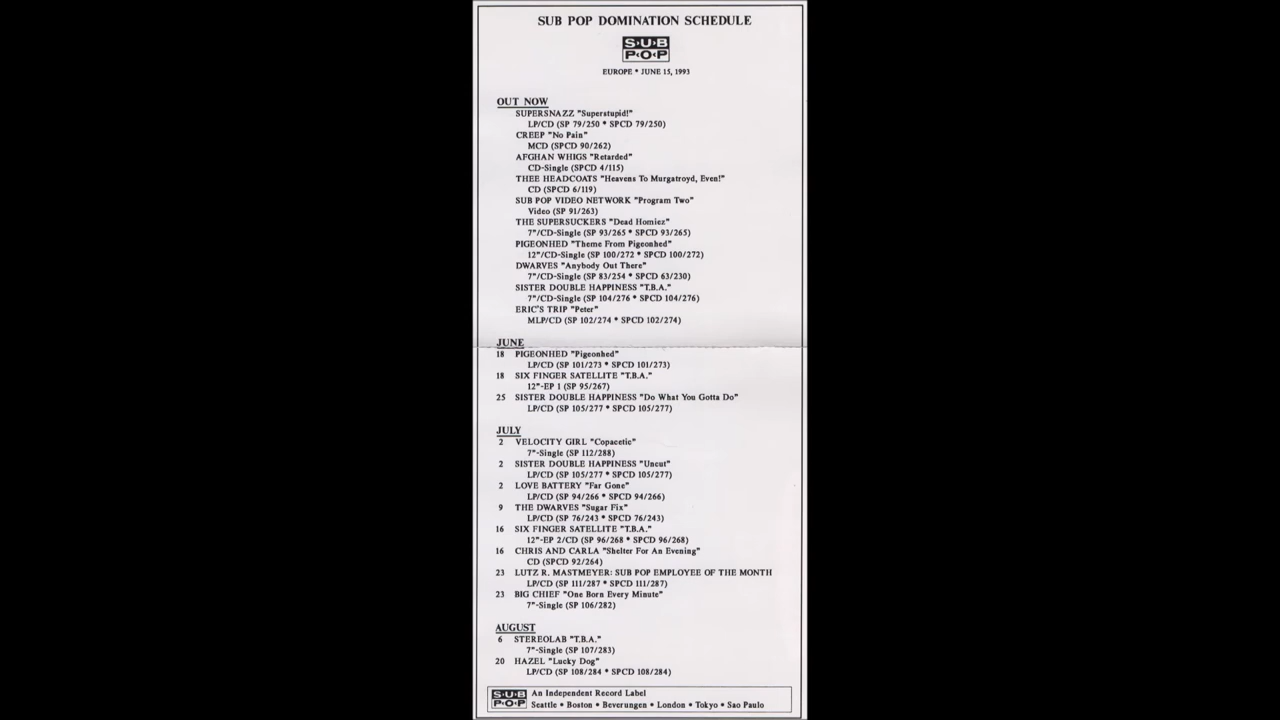 SUB POP DOMINATION SCHEDULE
S·U·B
P·O·P
EUROPE * JUNE 15, 1993
OUT NOW
SUPERSNAZZ "Superstupid!"
LP/CD (SP 79/250 * SPCD 79/250)
CREEP "No Pain"
MCD (SPCD 90/262)
AFGHAN WHIGS "Retarded"
CD-Single (SPCD 4/115)
THEE HEADCOATS "Heavens To Murgatroyd, Even!"
CD (SPCD 6/119)
SUB POP VIDEO NETWORK "Program Two"
Video (SP 91/263)
THE SUPERSUCKERS "Dead Homiez"
7"/CD-Single (SP 93/265 * SPCD 93/265)
PIGEONHED "Theme From Pigeonhed"
12"/CD-Single (SP 100/272 * SPCD 100/272)
DWARVES "Anybody Out There"
7"/CD-Single (SP 83/254 * SPCD 63/230)
SISTER DOUBLE HAPPINESS "T.B.A."
7"/CD-Single (SP 104/276 * SPCD 104/276)
ERIC'S TRIP "Peter"
MLP/CD (SP 102/274 * SPCD 102/274)
JUNE
18 PIGEONHED "Pigeonhed"
LP/CD (SP 101/273 * SPCD 101/273)
18 SIX FINGER SATELLITE "T.B.A."
12"-EP 1 (SP 95/267)
25 SISTER DOUBLE HAPPINESS "Do What You Gotta Do"
LP/CD (SP 105/277 * SPCD 105/277)
JULY
2 VELOCITY GIRL "Copacetic"
7"-Single (SP 112/288)
2 SISTER DOUBLE HAPPINESS "Uncut"
LP/CD (SP 105/277 * SPCD 105/277)
2 LOVE BATTERY "Far Gone"
LP/CD (SP 94/266 * SPCD 94/266)
9 THE DWARVES "Sugar Fix"
LP/CD (SP 76/243 * SPCD 76/243)
16 SIX FINGER SATELLITE "T.B.A."
12"-EP 2/CD (SP 96/268 * SPCD 96/268)
16 CHRIS AND CARLA "Shelter For An Evening"
CD (SPCD 92/264)
23 LUTZ R. MASTMEYER: SUB POP EMPLOYEE OF THE MONTH
LP/CD (SP 111/287 * SPCD 111/287)
23 BIG CHIEF "One Born Every Minute"
7"-Single (SP 106/282)
AUGUST
6 STEREOLAB "T.B.A."
7"-Single (SP 107/283)
20 HAZEL "Lucky Dog"
LP/CD (SP 108/284 * SPCD 108/284)
S·U·B
P·O·P
An Independent Record Label
Seattle • Boston • Beverungen • London • Tokyo • Sao Paulo